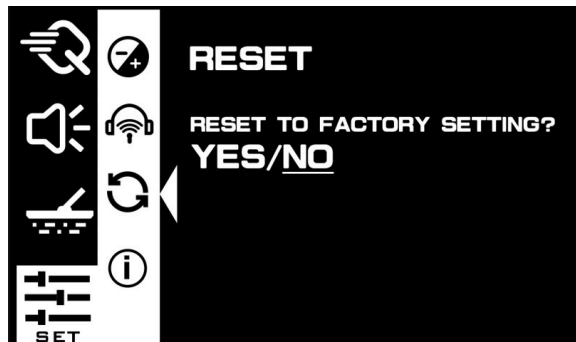 RESET
RESET TO FACTORY SETTING?
YES/NO
SET